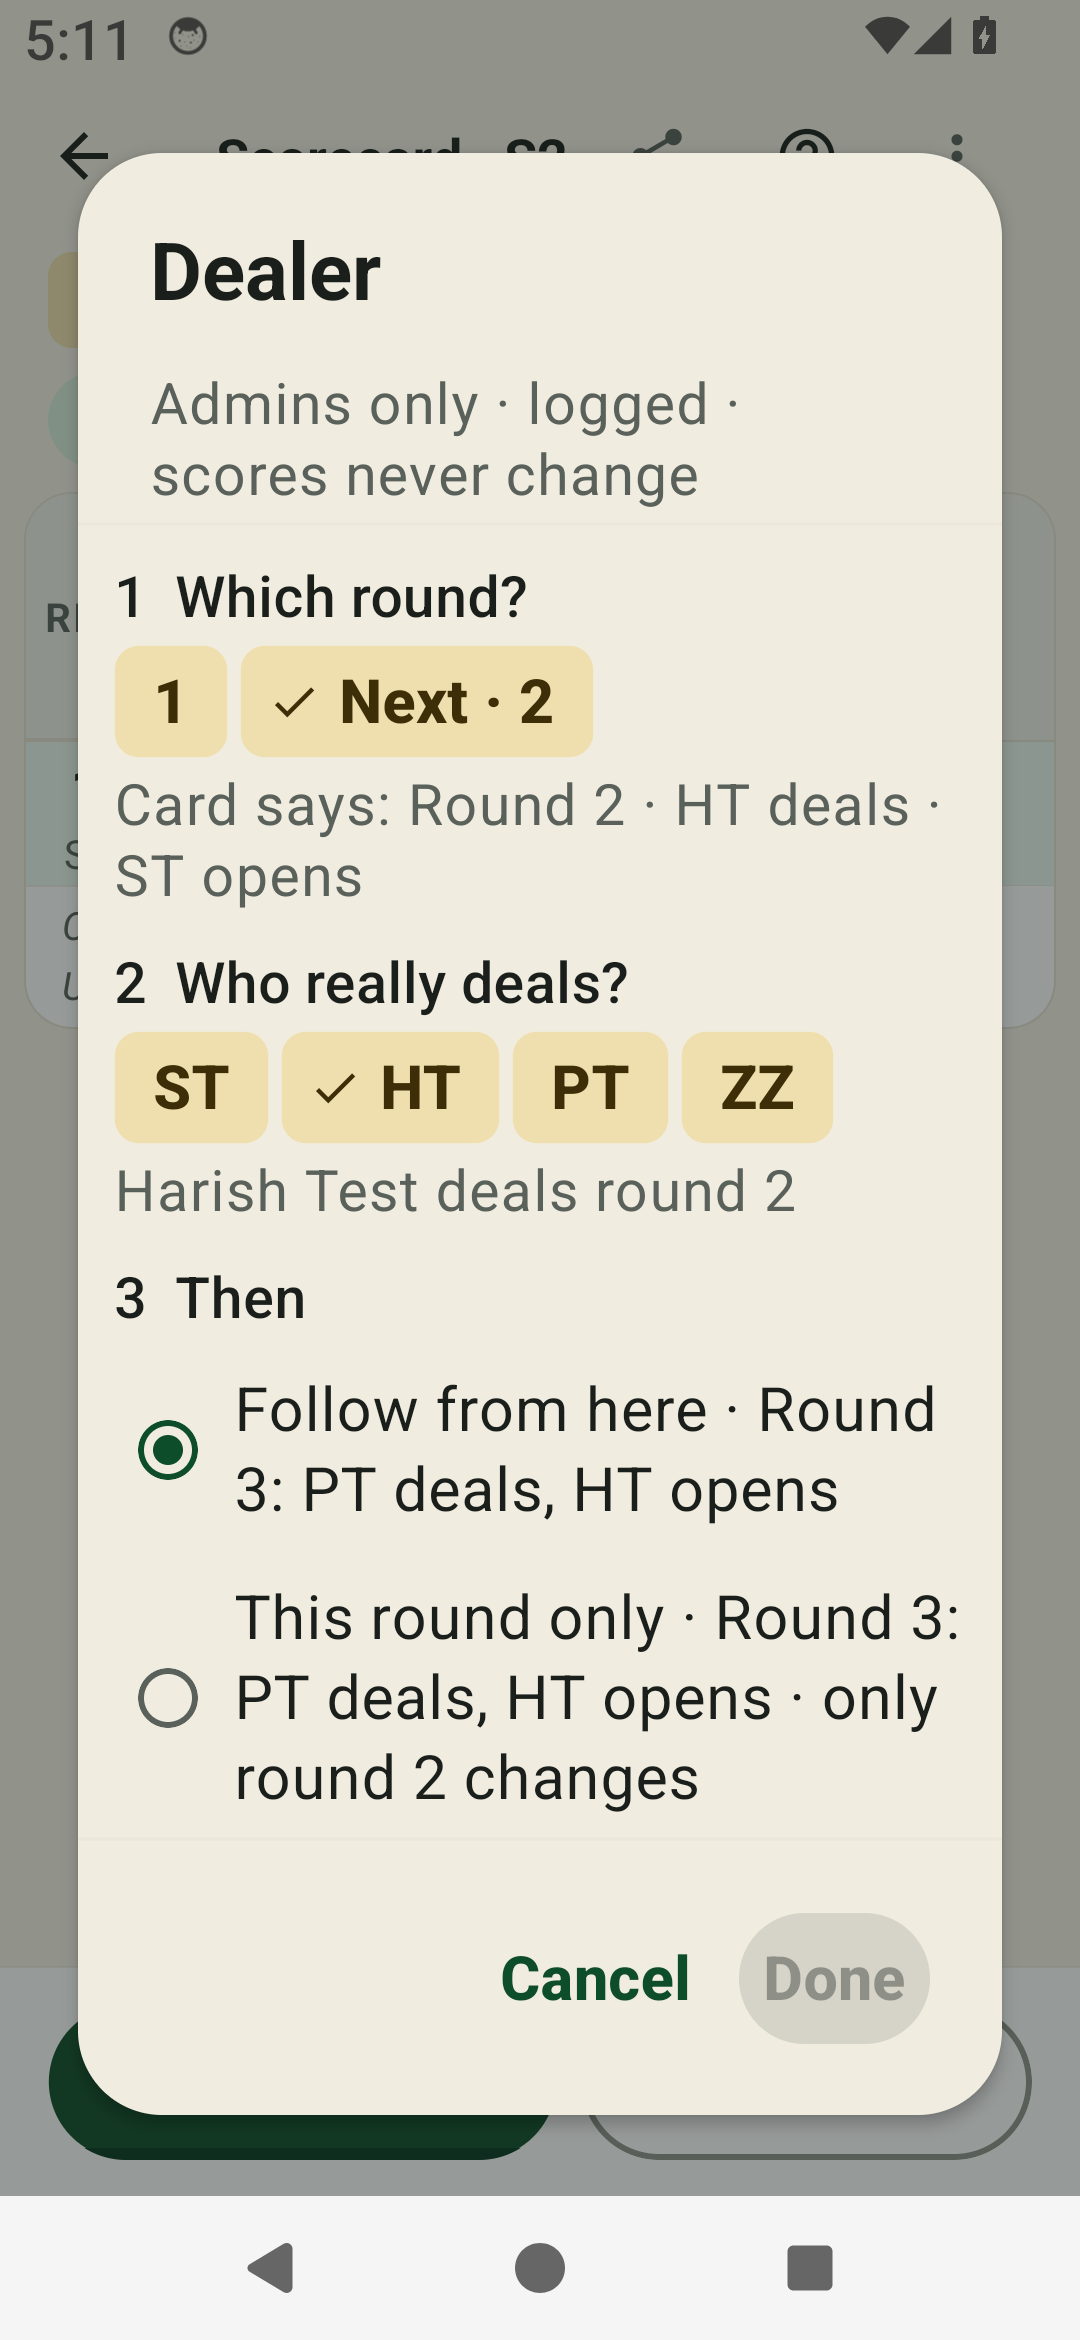 5:11
Dealer
Admins only · logged ·
scores never change
1 Which round?
1
Next · 2
Card says: Round 2 · HT deals ·
ST opens
2 Who really deals?
ST
HT
PT
ZZ
Harish Test deals round 2
3 Then
Follow from here · Round
3: PT deals, HT opens
This round only · Round 3:
PT deals, HT opens · only
round 2 changes
Cancel
Done